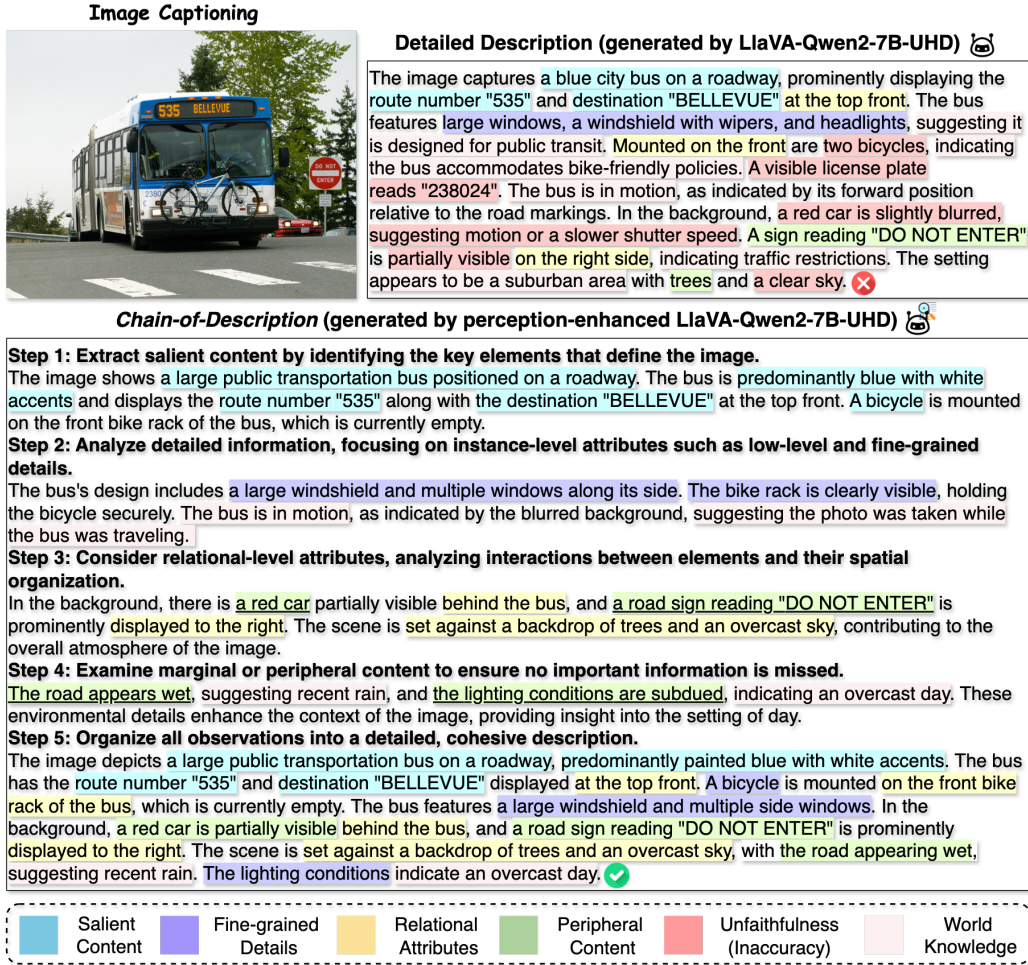 Image Captioning
535 BELLEVUE
DO NOT
ENTER
Detailed Description (generated by LlaVA-Qwen2-7B-UHD)
The image captures a blue city bus on a roadway, prominently displaying the
route number "535" and destination "BELLEVUE" at the top front. The bus
features large windows, a windshield with wipers, and headlights, suggesting it
is designed for public transit. Mounted on the front are two bicycles, indicating
the bus accommodates bike-friendly policies. A visible license plate
reads "238024". The bus is in motion, as indicated by its forward position
relative to the road markings. In the background, a red car is slightly blurred,
suggesting motion or a slower shutter speed. A sign reading "DO NOT ENTER"
is partially visible on the right side, indicating traffic restrictions. The setting
appears to be a suburban area with trees and a clear sky.
Chain-of-Description (generated by perception-enhanced LlaVA-Qwen2-7B-UHD)
Step 1: Extract salient content by identifying the key elements that define the image.
The image shows a large public transportation bus positioned on a roadway. The bus is predominantly blue with white
accents and displays the route number "535" along with the destination "BELLEVUE" at the top front. A bicycle is mounted
on the front bike rack of the bus, which is currently empty.
Step 2: Analyze detailed information, focusing on instance-level attributes such as low-level and fine-grained
details.
The bus's design includes a large windshield and multiple windows along its side. The bike rack is clearly visible, holding
the bicycle securely. The bus is in motion, as indicated by the blurred background, suggesting the photo was taken while
the bus was traveling.
Step 3: Consider relational-level attributes, analyzing interactions between elements and their spatial
organization.
In the background, there is a red car partially visible behind the bus, and a road sign reading "DO NOT ENTER" is
prominently displayed to the right. The scene is set against a backdrop of trees and an overcast sky, contributing to the
overall atmosphere of the image.
Step 4: Examine marginal or peripheral content to ensure no important information is missed.
The road appears wet, suggesting recent rain, and the lighting conditions are subdued, indicating an overcast day. These
environmental details enhance the context of the image, providing insight into the setting of day.
Step 5: Organize all observations into a detailed, cohesive description.
The image depicts a large public transportation bus on a roadway, predominantly painted blue with white accents. The bus
has the route number "535" and destination "BELLEVUE" displayed at the top front. A bicycle is mounted on the front bike
rack of the bus, which is currently empty. The bus features a large windshield and multiple side windows. In the
background, a red car is partially visible behind the bus, and a road sign reading "DO NOT ENTER" is prominently
displayed to the right. The scene is set against a backdrop of trees and an overcast sky, with the road appearing wet,
suggesting recent rain. The lighting conditions indicate an overcast day.
Salient
Content
Fine-grained
Details
Relational
Attributes
Peripheral
Content
Unfaithfulness
(Inaccuracy)
World
Knowledge